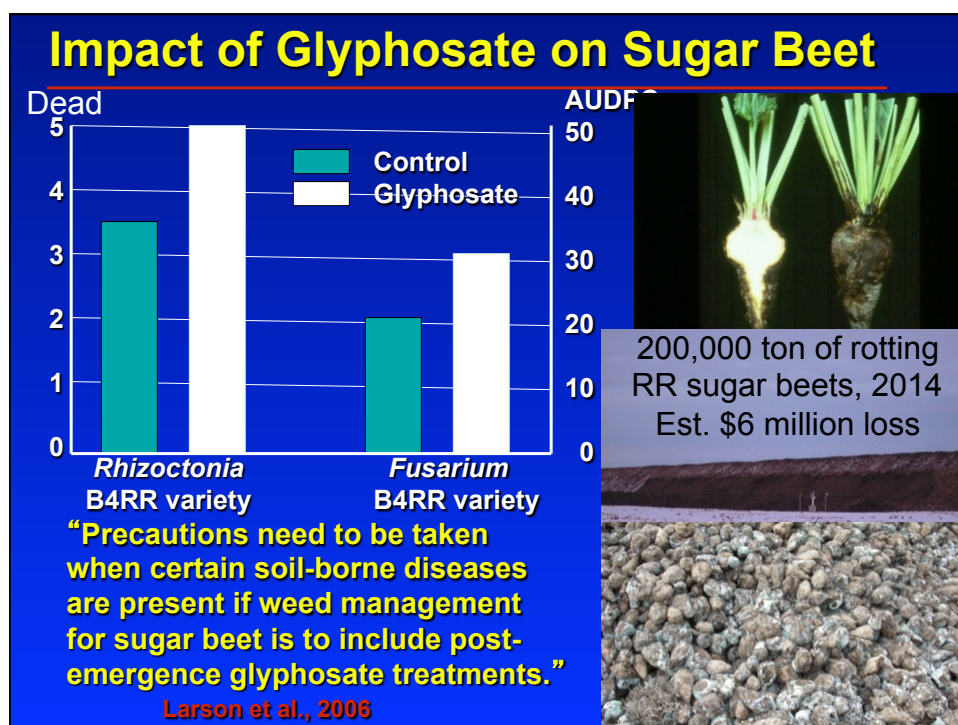 Impact of Glyphosate on Sugar Beet
Dead
5
4
3
2
1
0
Control
Glyphosate
50
40
30
20
10
0
Rhizoctonia
B4RR variety
Fusarium
B4RR variety
200,000 ton of rotting
RR sugar beets, 2014
Est. $6 million loss
“Precautions need to be taken
when certain soil-borne diseases
are present if weed management
for sugar beet is to include post-
emergence glyphosate treatments.”
Larson et al., 2006